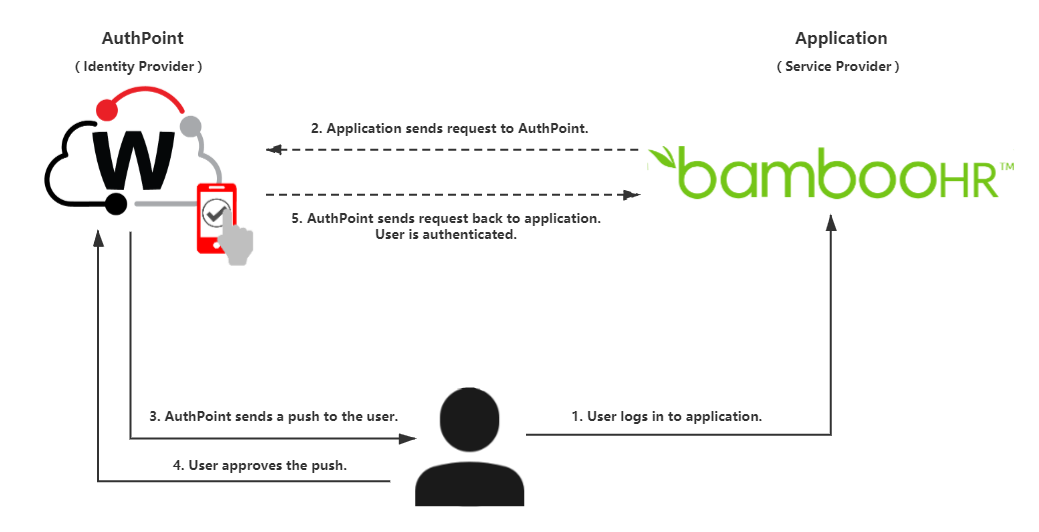 AuthPoint
( Identity Provider )
Application
( Service Provider )
W
2. Application sends request to AuthPoint.
bambooHR™
5. AuthPoint sends request back to application.
User is authenticated.
3. AuthPoint sends a push to the user.
1. User logs in to application.
4. User approves the push.